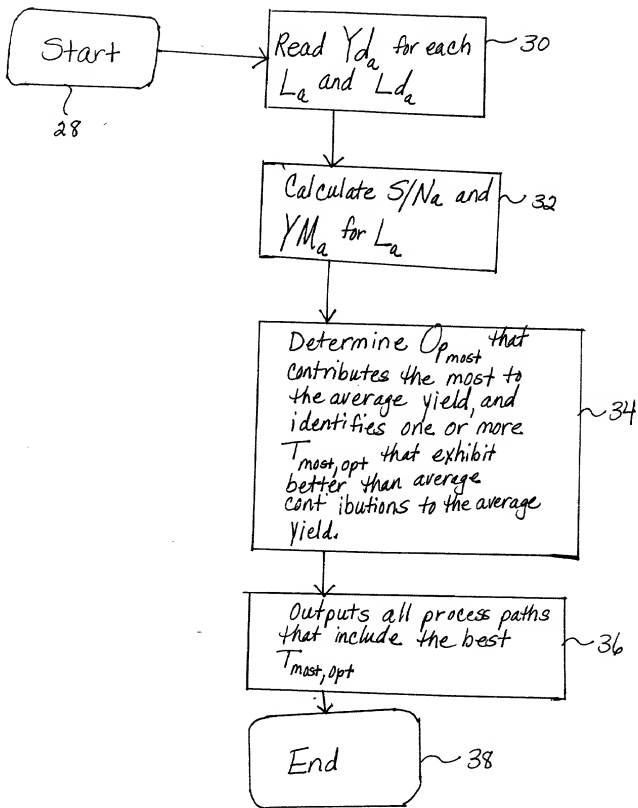 Start
28
Read Yd_a for each
L_a and Ld_a
30
Calculate S/N_a and
YM_a for L_a
32
Determine O_Pmost that
contributes the most to
the average yield, and
identifies one or more
T_most,opt that exhibit
better than average
cont ibutions to the average
yield.
34
Outputs all process paths
that include the best
T_most,opt
36
End
38